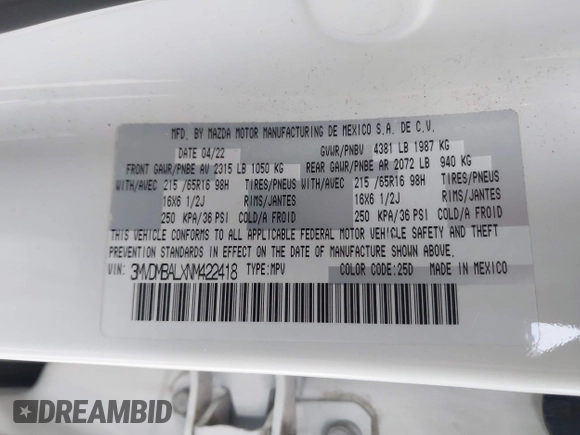 MFD. BY MAZDA MOTOR MANUFACTURING DE MEXICO S.A. DE C.V.
DATE 04/22 GVWR/PNBV 4381 LB 1987 KG
FRONT GAWR/PNBE AV 2315 LB 1050 KG REAR GAWR/PNBE AR 2072 LB 940 KG
WITH/AVEC 215 /65R16 98H TIRES/PNEUS WITH/AVEC 215 /65R16 98H TIRES/PNEUS
16X6 1/2J RIMS/JANTES 16X6 1/2J RIMS/JANTES
250 KPA/36 PSI COLD/A FROID 250 KPA/36 PSI COLD/A FROID
THIS VEHICLE CONFORMS TO ALL APPLICABLE FEDERAL MOTOR VEHICLE SAFETY AND THEFT
PREVENTION STANDARDS IN EFFECT ON THE DATE OF MANUFACTURE SHOWN ABOVE.
VIN: 3MVDMBALXNM422418 TYPE:MPV COLOR CODE:25D MADE IN MEXICO
DREAMBID